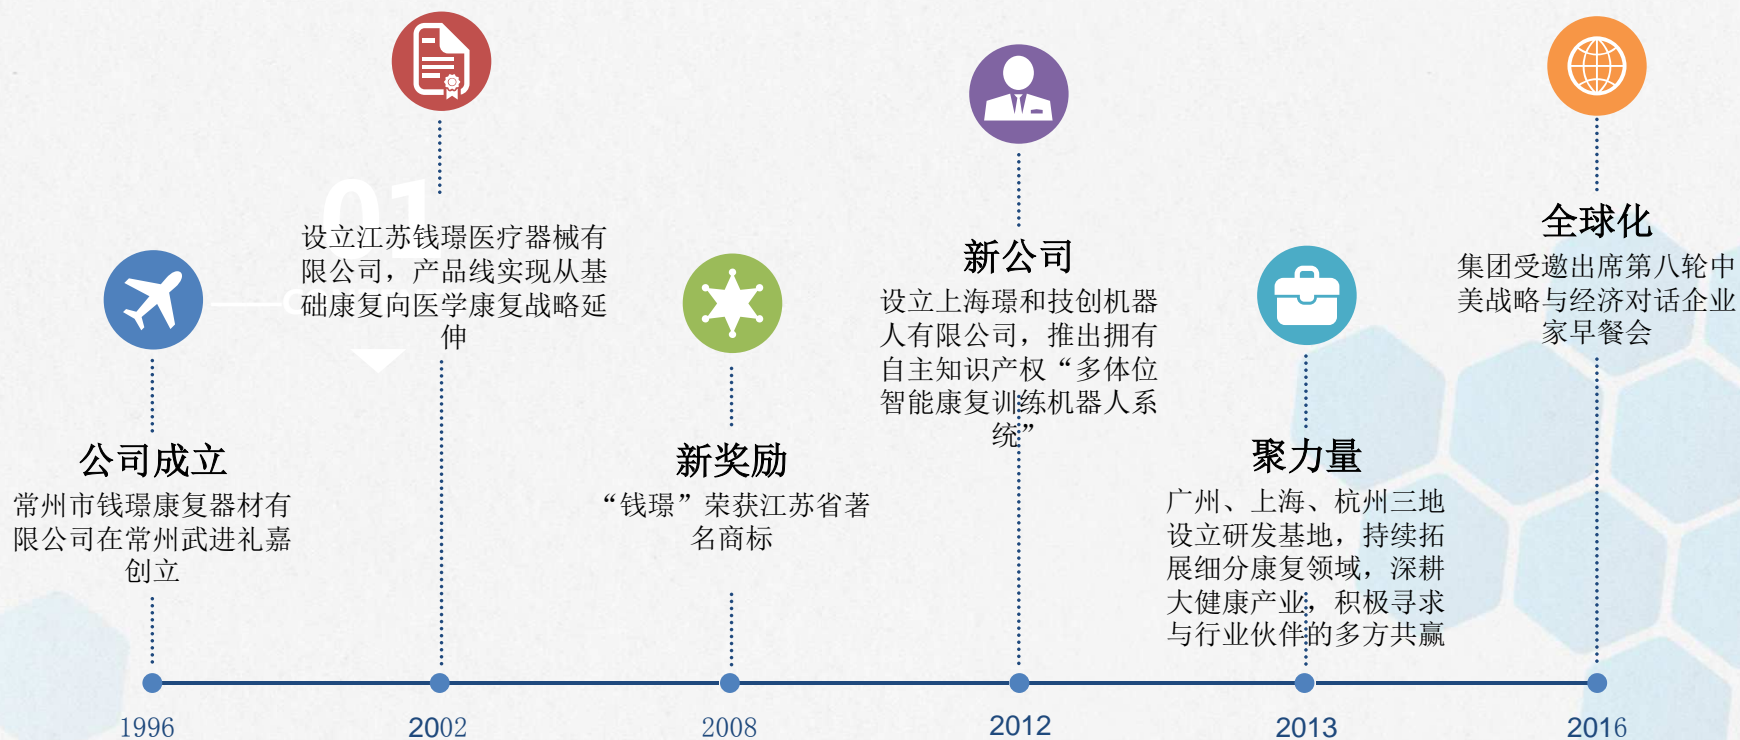 01
设立江苏钱璟医疗器械有
限公司，产品线实现从基
础康复向医学康复战略延
伸
公司成立
常州市钱璟康复器材有
限公司在常州武进礼嘉
创立
新奖励
“钱璟”荣获江苏省著
名商标
新公司
设立上海璟和技创机器
人有限公司，推出拥有
自主知识产权“多体位
智能康复训练机器人系
统”
聚力量
广州、上海、杭州三地
设立研发基地，持续拓
展细分康复领域，深耕
大健康产业，积极寻求
与行业伙伴的多方共赢
全球化
集团受邀出席第八轮中
美战略与经济对话企业
家早餐会
1996
2002
2008
2012
2013
2016